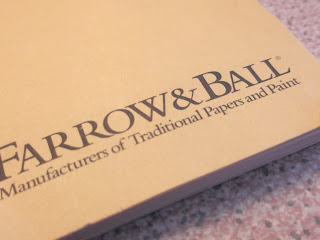 FARROW & BALL®
Manufacturers of Traditional Papers and Paint